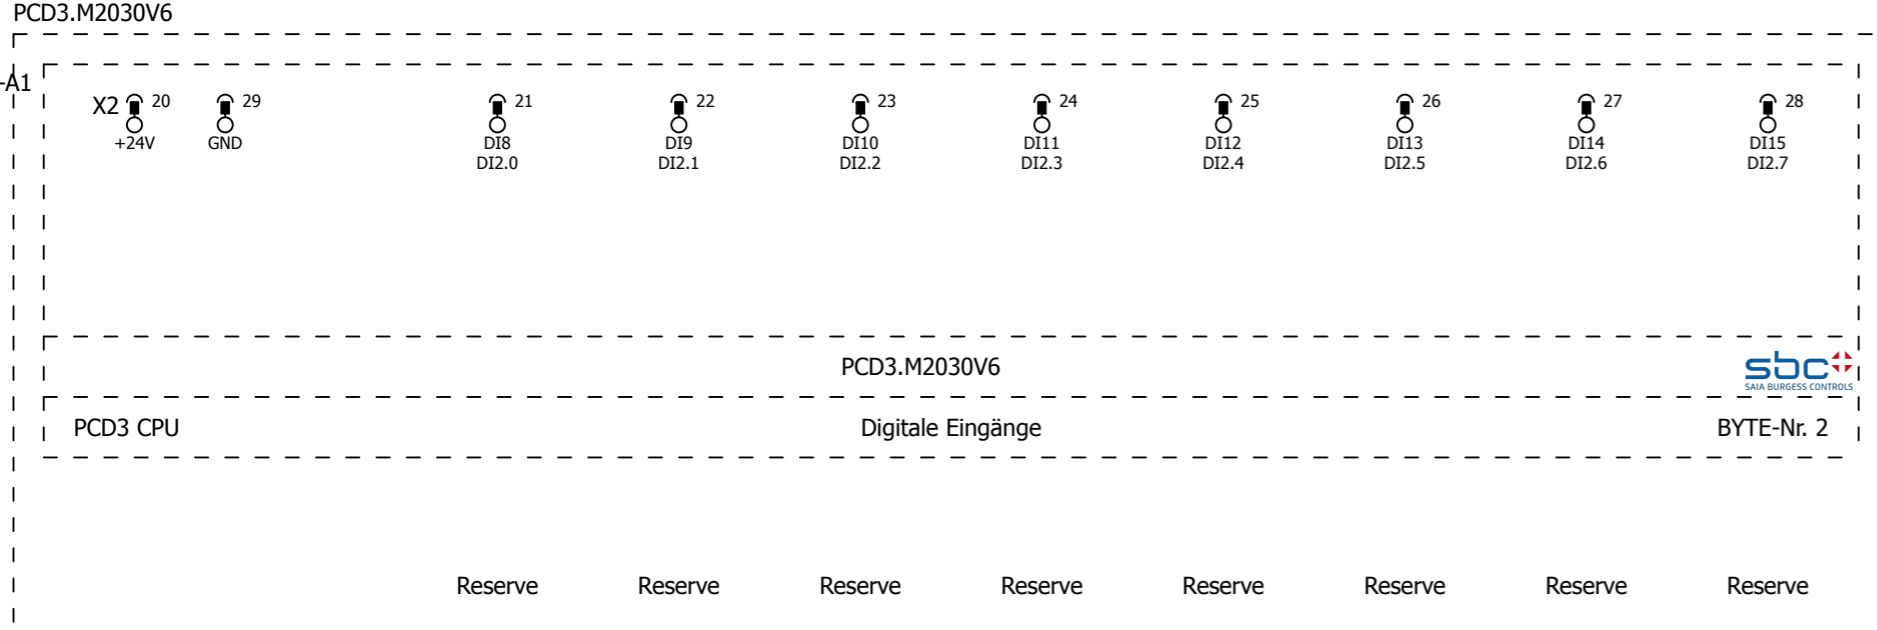 PCD3.M2030V6
-A1
X2 20 29 21 22 23 24 25 26 27 28
+24V GND DI8 DI9 DI10 DI11 DI12 DI13 DI14 DI15
DI2.0 DI2.1 DI2.2 DI2.3 DI2.4 DI2.5 DI2.6 DI2.7
PCD3.M2030V6
sbc
SAIA BURGESS CONTROLS
PCD3 CPU Digitale Eingänge BYTE-Nr. 2
Reserve Reserve Reserve Reserve Reserve Reserve Reserve Reserve